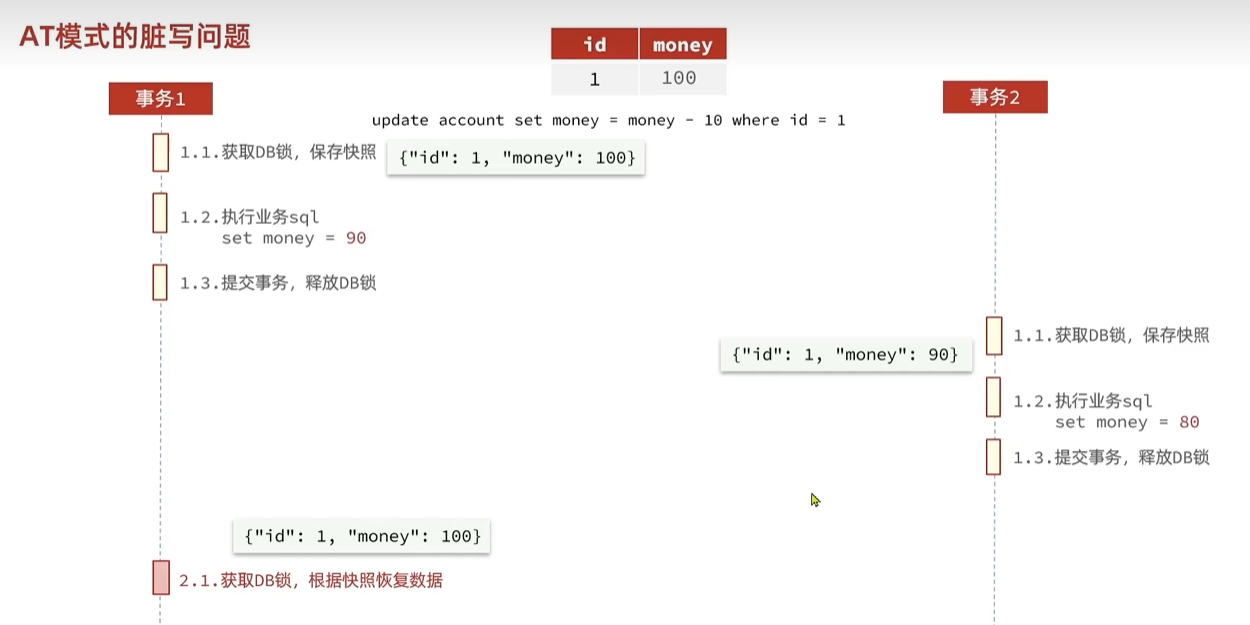 AT模式的脏写问题
id money
1 100
事务1
事务2
update account set money = money - 10 where id = 1
1.1.获取DB锁，保存快照
{"id": 1, "money": 100}
1.2.执行业务sql
set money = 90
1.3.提交事务，释放DB锁
1.1.获取DB锁，保存快照
{"id": 1, "money": 90}
1.2.执行业务sql
set money = 80
1.3.提交事务，释放DB锁
{"id": 1, "money": 100}
2.1.获取DB锁，根据快照恢复数据